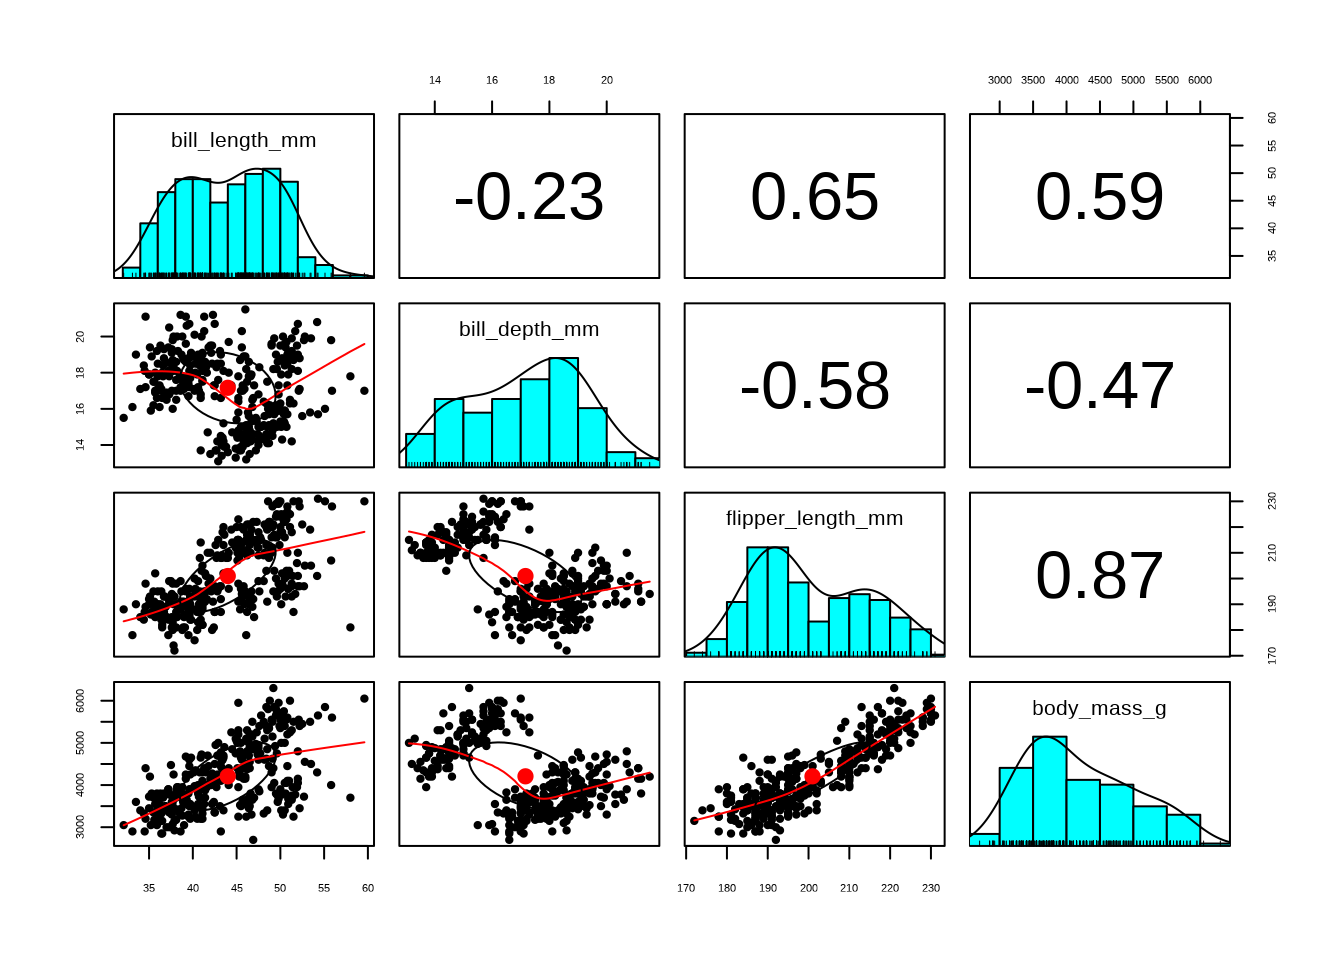 14 16 18 20
3000 3500 4000 4500 5000 5500 6000
bill_length_mm
-0.23
0.65
0.59
35 40 45 50 55 60
14 16 18 20
bill_depth_mm
-0.58
-0.47
flipper_length_mm
0.87
170 190 210 230
3000 4000 5000 6000
body_mass_g
35 40 45 50 55 60
170 180 190 200 210 220 230